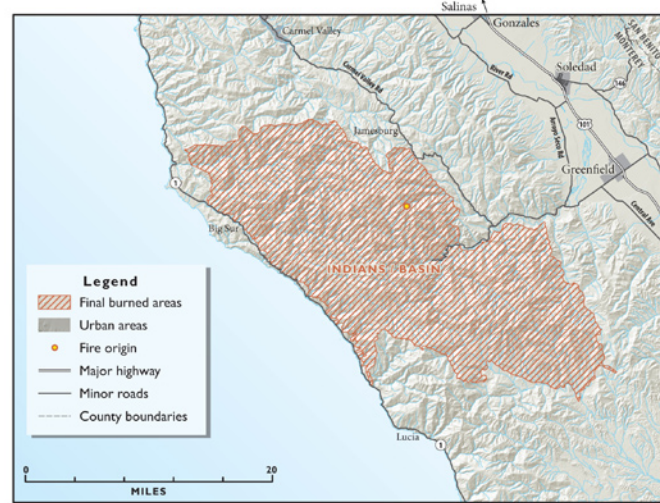 Salinas
Gonzales
Carmel Valley
SAN BENITO
MONTEREY
Carmel Valley Rd
River Rd
Soledad
146
101
Jamesburg
Arroyo Seco Rd
Greenfield
1
Central Ave
Big Sur
INDIANS / BASIN
Legend
Final burned areas
Urban areas
Fire origin
Major highway
Minor roads
County boundaries
Lucia
1
0
20
MILES